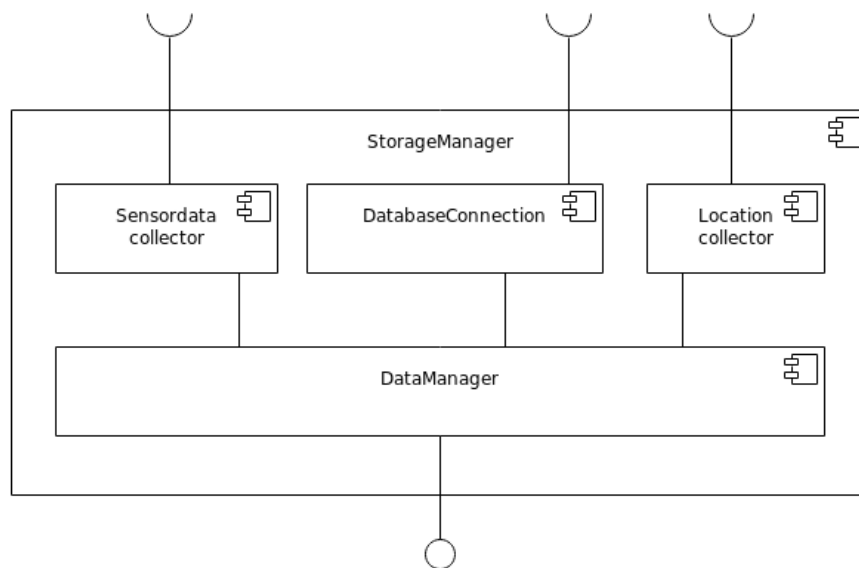 StorageManager
Sensordata
collector
DatabaseConnection
Location
collector
DataManager